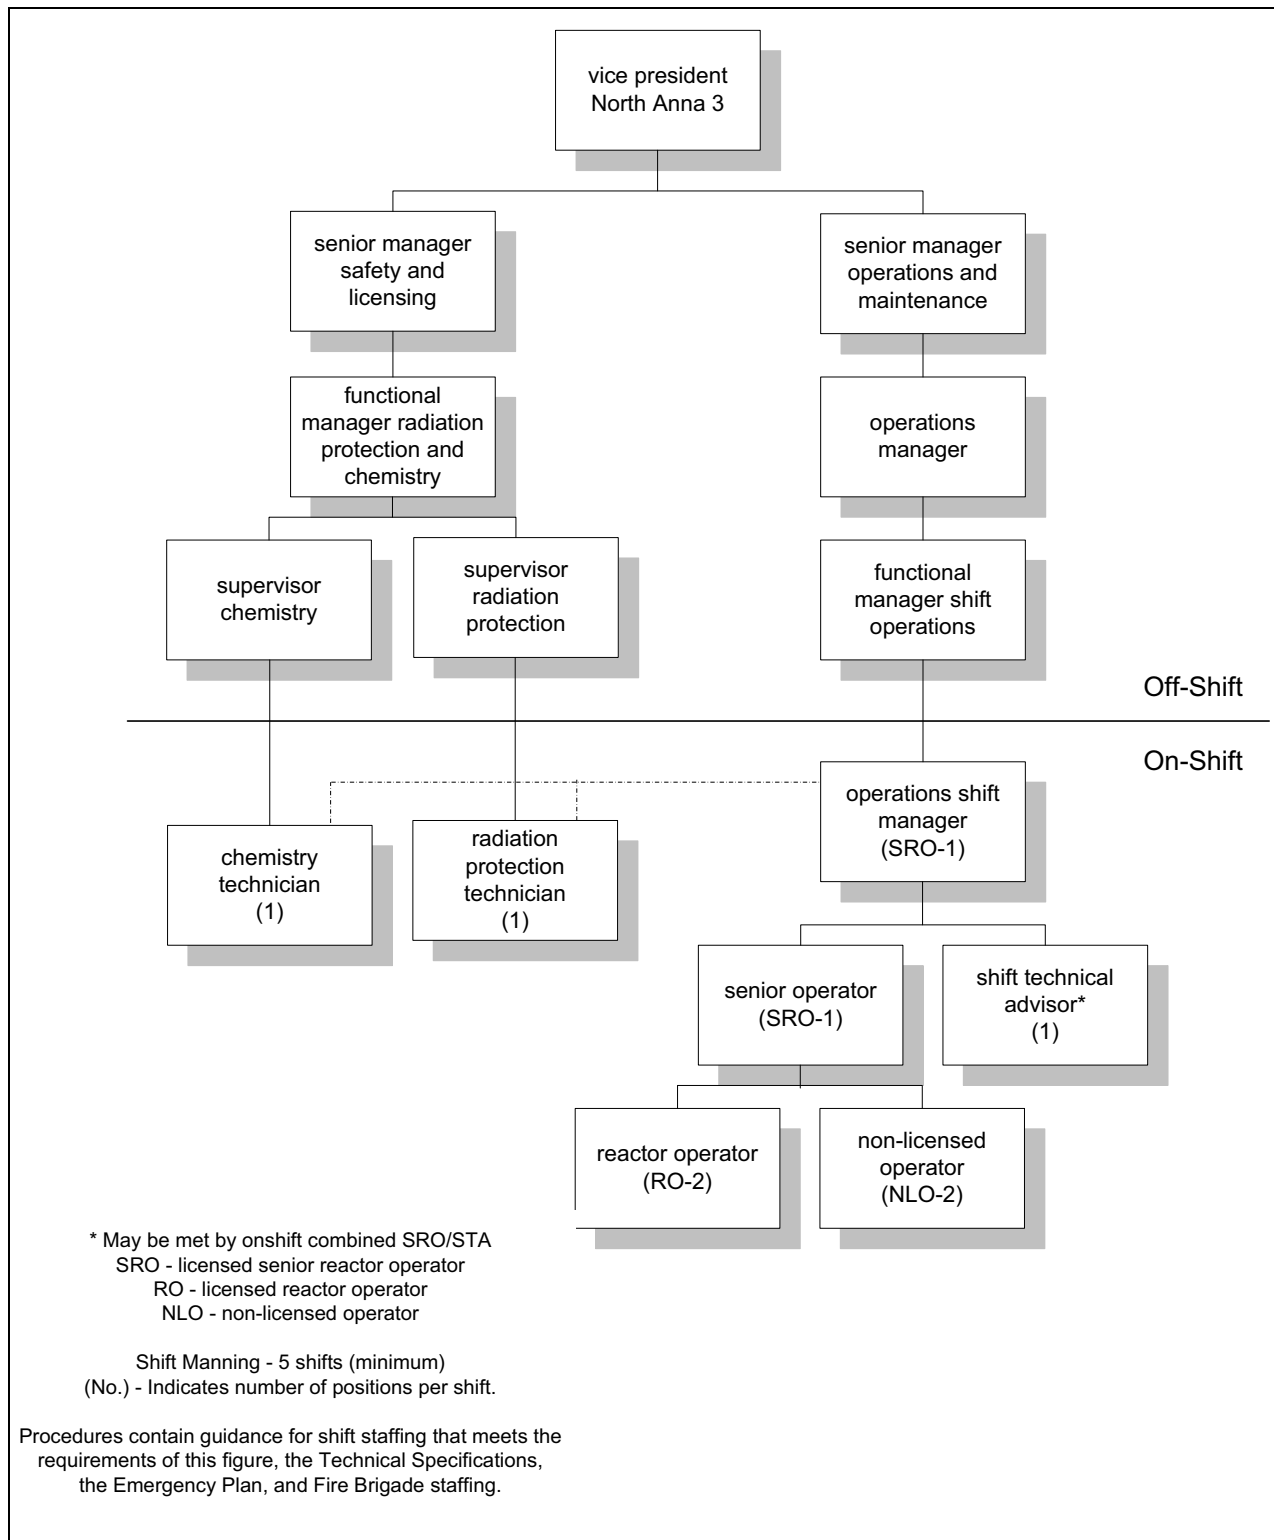 vice president
North Anna 3
senior manager
safety and
licensing
senior manager
operations and
maintenance
functional
manager radiation
protection and
chemistry
operations
manager
supervisor
chemistry
supervisor
radiation
protection
functional
manager shift
operations
Off-Shift
On-Shift
chemistry
technician
(1)
radiation
protection
technician
(1)
operations shift
manager
(SRO-1)
senior operator
(SRO-1)
shift technical
advisor*
(1)
reactor operator
(RO-2)
non-licensed
operator
(NLO-2)
* May be met by onshift combined SRO/STA
SRO - licensed senior reactor operator
RO - licensed reactor operator
NLO - non-licensed operator
Shift Manning - 5 shifts (minimum)
(No.) - Indicates number of positions per shift.
Procedures contain guidance for shift staffing that meets the
requirements of this figure, the Technical Specifications,
the Emergency Plan, and Fire Brigade staffing.